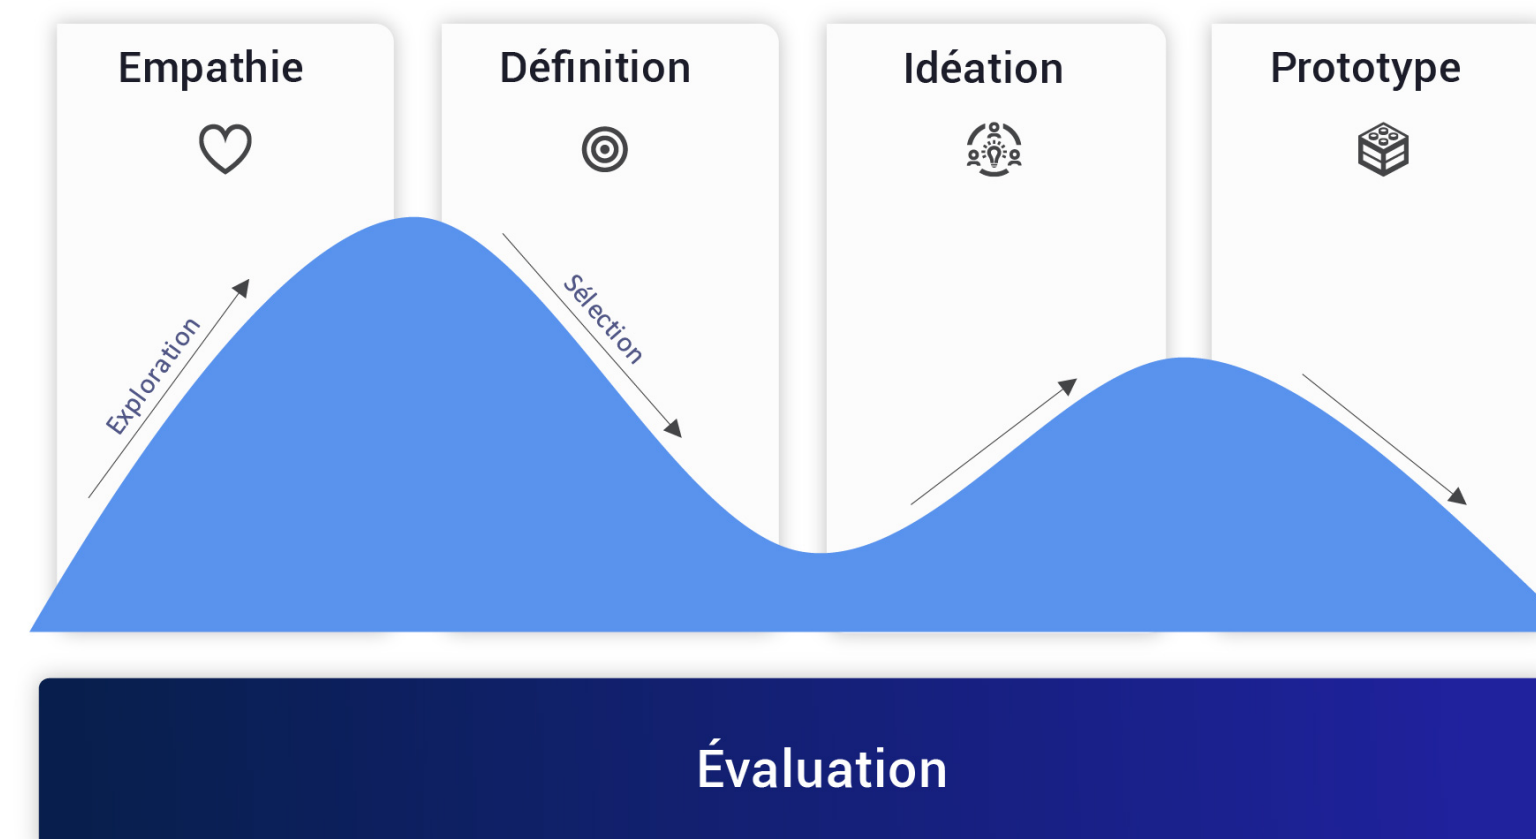 Empathie
Définition
Idéation
Prototype
Exploration
Sélection
Évaluation